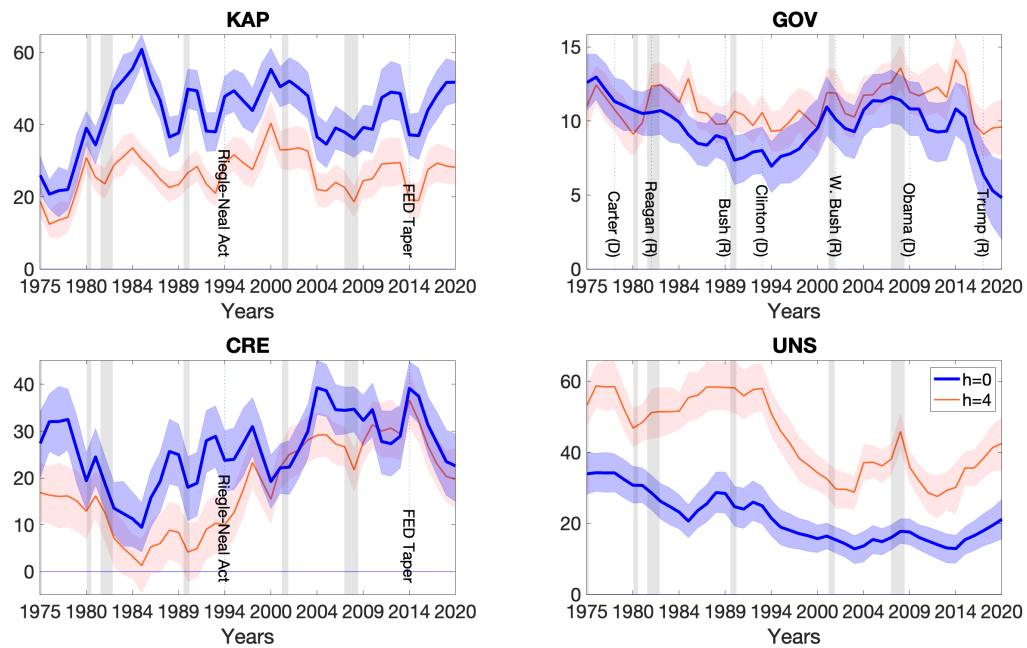 KAP
60
40
20
0
Riegle-Neal Act
FED Taper
1975 1980 1984 1989 1994 2000 2004 2009 2014 2020
Years
GOV
15
10
5
0
Carter (D)
Reagan (R)
Bush (R)
Clinton (D)
W. Bush (R)
Obama (D)
Trump (R)
1975 1980 1984 1989 1994 2000 2004 2009 2014 2020
Years
CRE
40
30
20
10
0
Riegle-Neal Act
FED Taper
1975 1980 1984 1989 1994 2000 2004 2009 2014 2020
Years
UNS
60
40
20
0
h=0
h=4
1975 1980 1984 1989 1994 2000 2004 2009 2014 2020
Years